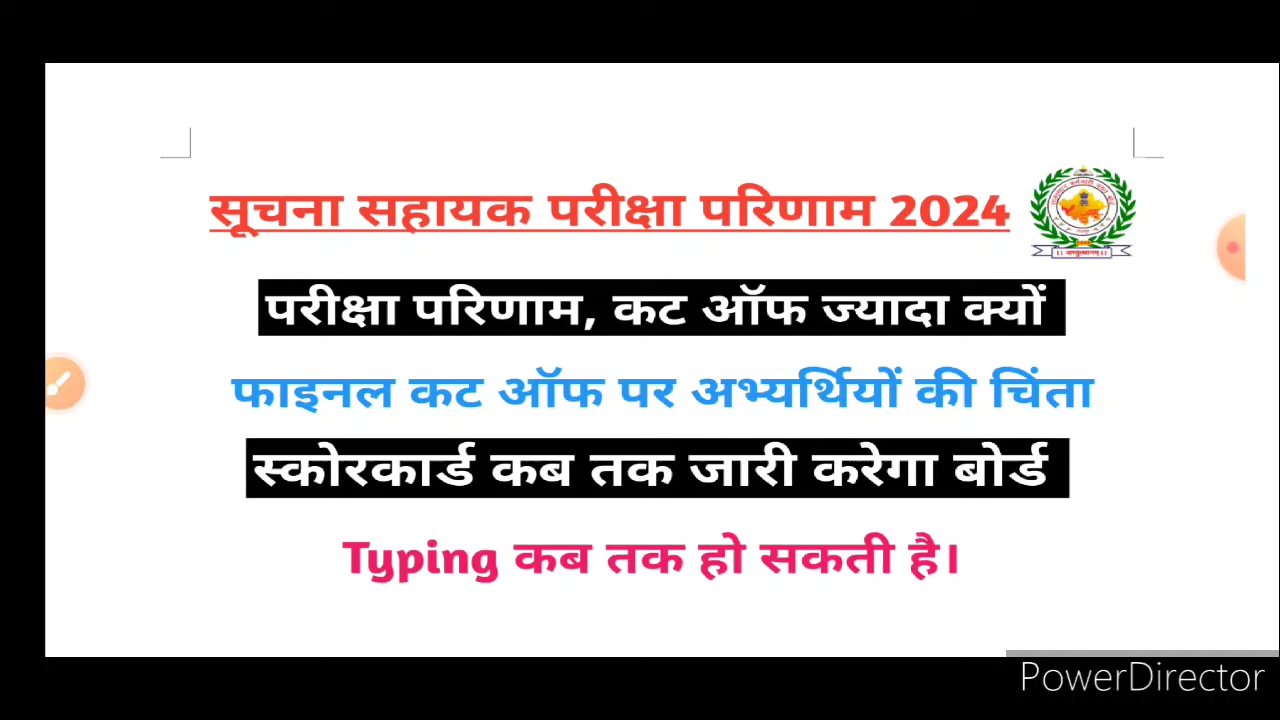 सूचना सहायक परीक्षा परिणाम 2024
परीक्षा परिणाम, कट ऑफ ज्यादा क्यों
फाइनल कट ऑफ पर अभ्यर्थियों की चिंता
स्कोरकार्ड कब तक जारी करेगा बोर्ड
Typing कब तक हो सकती है।
PowerDirector